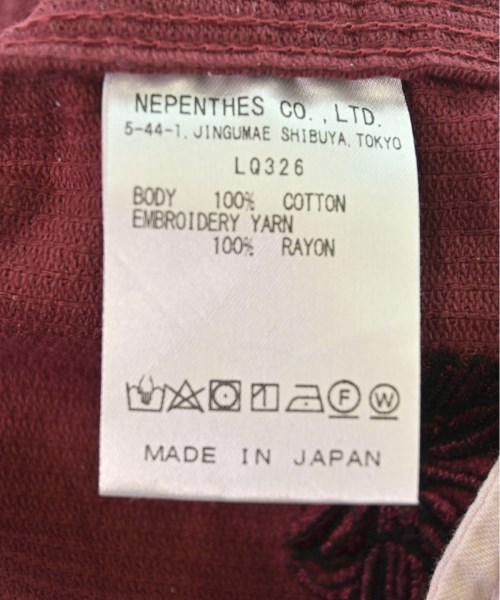 NEPENTHES CO., LTD.
5-44-1, JINGUMAE SHIBUYA, TOKYO
LQ326
BODY 100% COTTON
EMBROIDERY YARN
100% RAYON
F W
MADE IN JAPAN